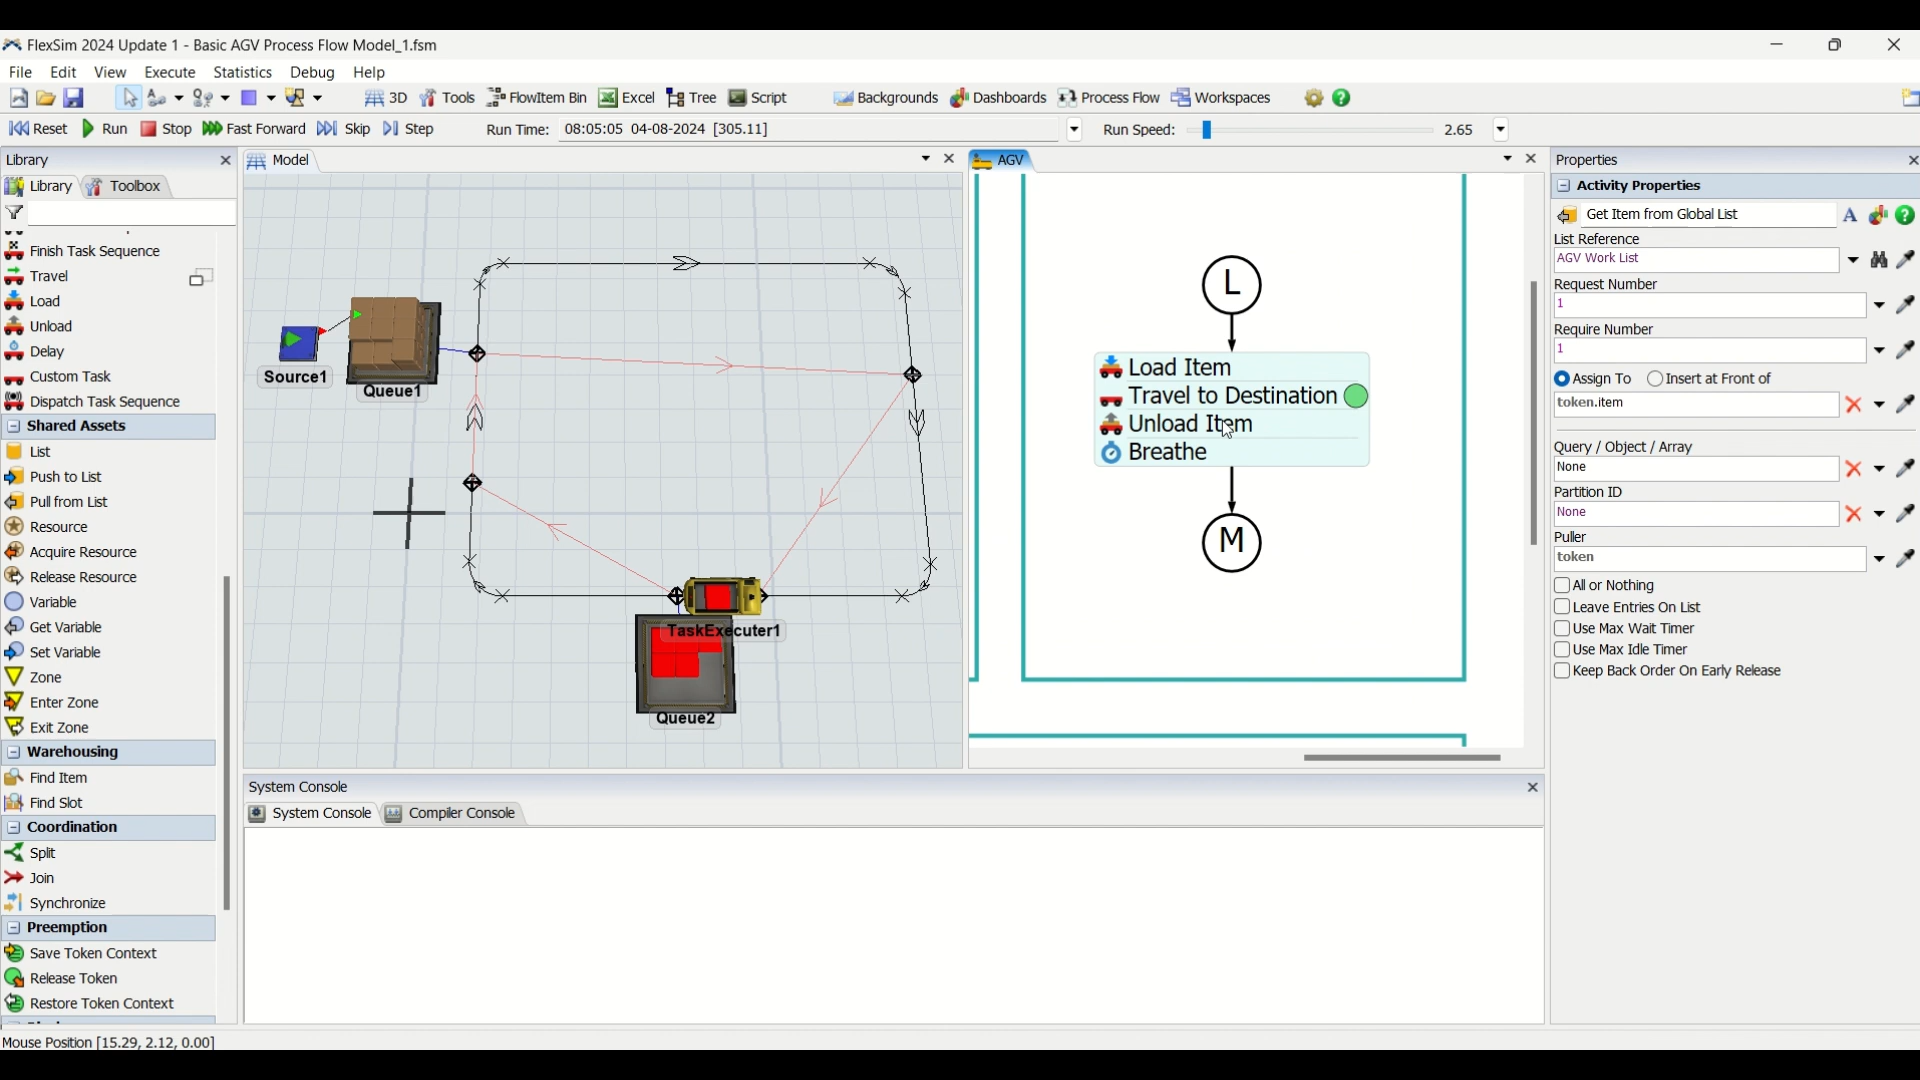 FlexSim 2024 Update 1 - Basic AGV Process Flow Model_1.fsm
File Edit View Execute Statistics Debug Help
3D Tools FlowItem Bin Excel Tree Script Backgrounds Dashboards Process Flow Workspaces
Reset Run Stop Fast Forward Skip Step Run Time: 08:05:05 04-08-2024 [305.11] Run Speed: 2.65
Library
Library Toolbox
Finish Task Sequence
Travel
Load
Unload
Delay
Custom Task
Dispatch Task Sequence
Shared Assets
List
Push to List
Pull from List
Resource
Acquire Resource
Release Resource
Variable
Get Variable
Set Variable
Zone
Enter Zone
Exit Zone
Warehousing
Find Item
Find Slot
Coordination
Split
Join
Synchronize
Preemption
Save Token Context
Release Token
Restore Token Context
Mouse Position [15.29, 2.12, 0.00]
Model
Source1
Queue1
TaskExecuter1
Queue2
AGV
L
Load Item
Travel to Destination
Unload Item
Breathe
M
System Console
System Console Compiler Console
Properties
Activity Properties
Get Item from Global List
A
List Reference
AGV Work List
Request Number
1
Require Number
1
Assign To Insert at Front of
token.item
Query / Object / Array
None
Partition ID
None
Puller
token
All or Nothing
Leave Entries On List
Use Max Wait Timer
Use Max Idle Timer
Keep Back Order On Early Release